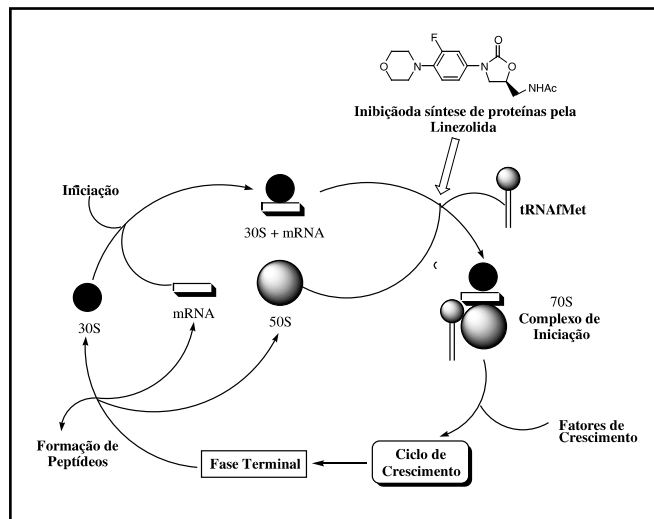 F
O
N
N
O
O
NHAc
Inibiçãoda síntese de proteínas pela
Linezolida
Iniciação
tRNAfMet
30S + mRNA
30S
mRNA
50S
70S
Complexo de
Iniciação
Formação de
Peptídeos
Fase Terminal
Ciclo de
Crescimento
Fatores de
Crescimento